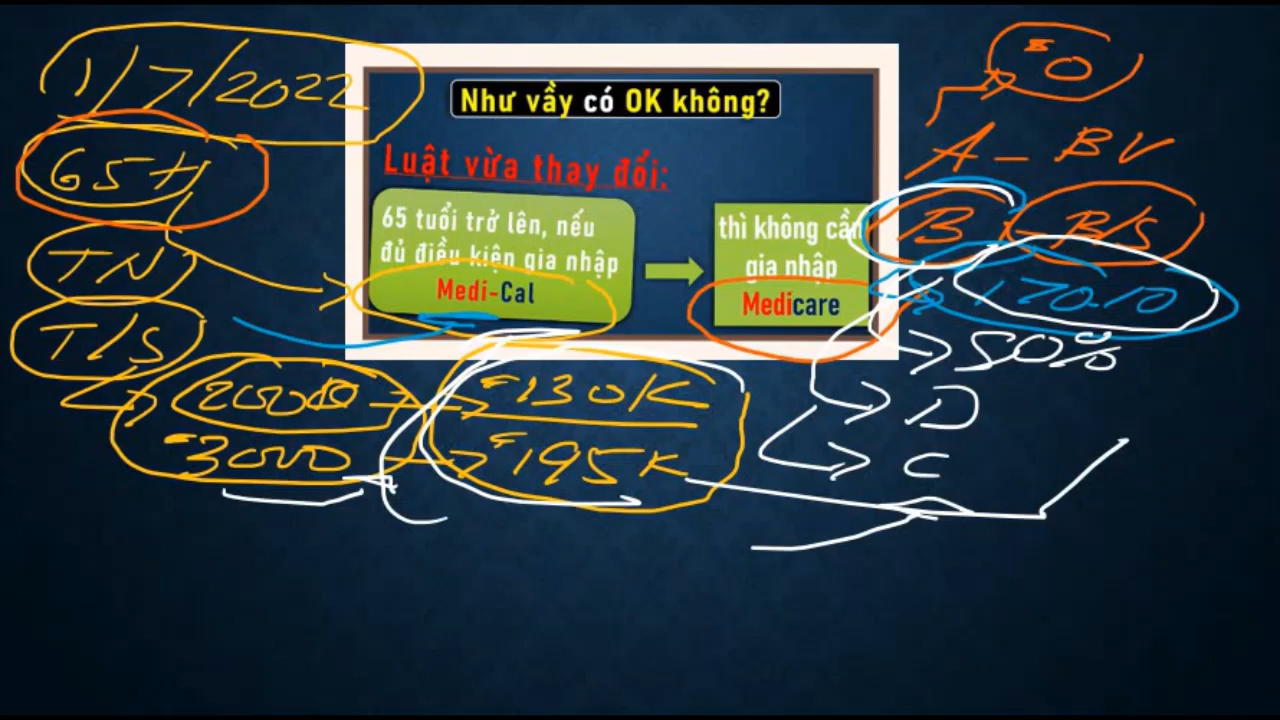 1/7/2022
65+
TN
T/S
2000
$3000
$130K
$195K
Như vầy có OK không?
Luật vừa thay đổi:
65 tuổi trở lên, nếu
đủ điều kiện gia nhập
Medi-Cal
thì không cần
gia nhập
Medicare
$0
A - BV
B - B/S
170.10
D
C